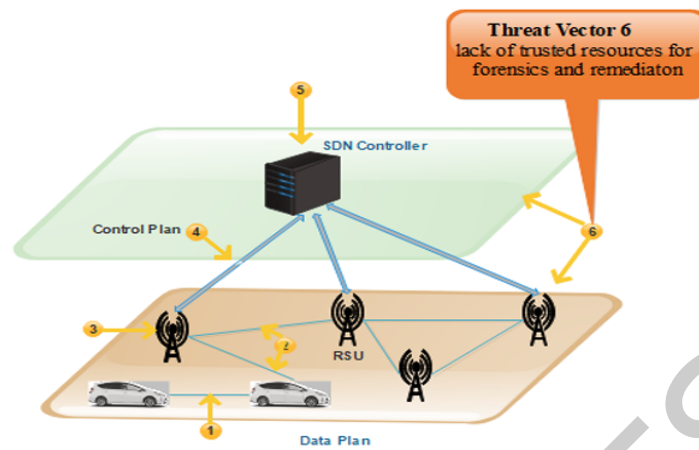 Threat Vector 6
lack of trusted resources for
forensics and remediaton
5
SDN Controller
Control Plan
4
6
3
2
RSU
1
Data Plan